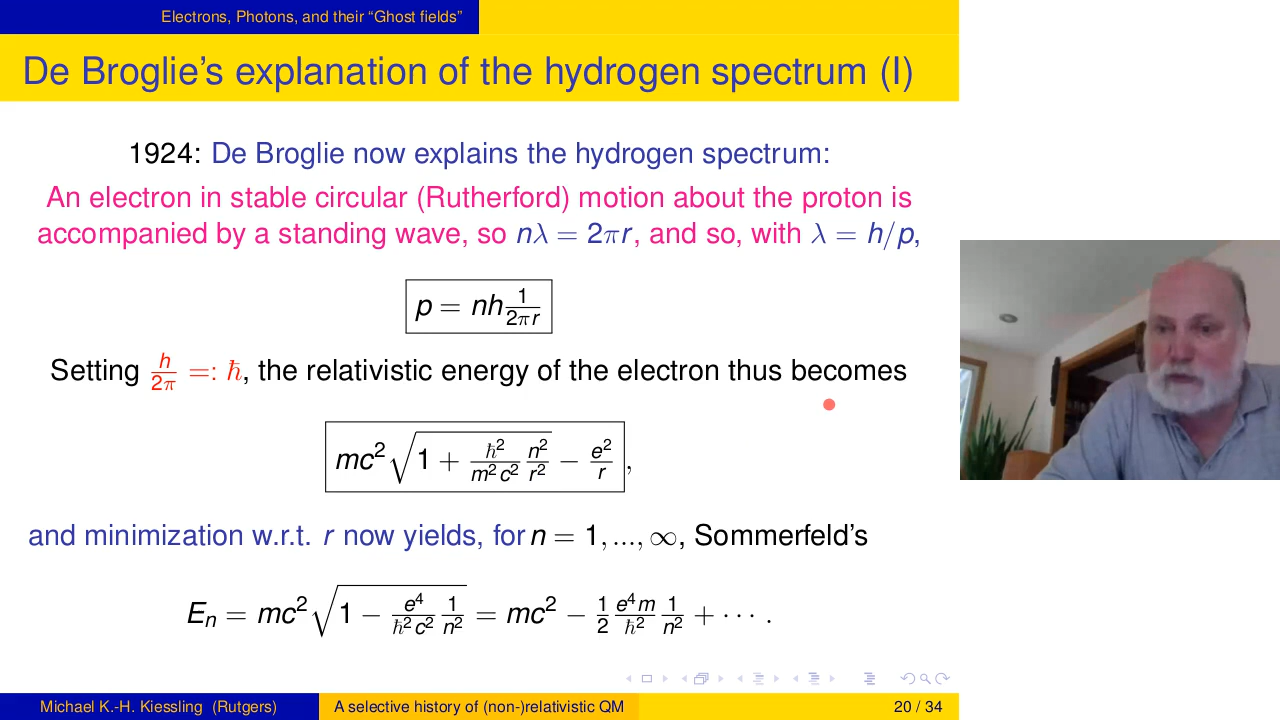 Electrons, Photons, and their “Ghost fields”
De Broglie’s explanation of the hydrogen spectrum (I)
1924: De Broglie now explains the hydrogen spectrum:
An electron in stable circular (Rutherford) motion about the proton is
accompanied by a standing wave, so nλ = 2πr, and so, with λ = h/p,
p = nh 1/2πr
Setting h/2π =: ħ, the relativistic energy of the electron thus becomes
mc² √(1 + ħ²/m²c² n²/r²) − e²/r,
and minimization w.r.t. r now yields, for n = 1, ..., ∞, Sommerfeld’s
Eₙ = mc² √(1 − e⁴/ħ²c² 1/n²) = mc² − 1/2 e⁴m/ħ² 1/n² + ⋯ .
Michael K.-H. Kiessling (Rutgers) A selective history of (non-)relativistic QM 20 / 34